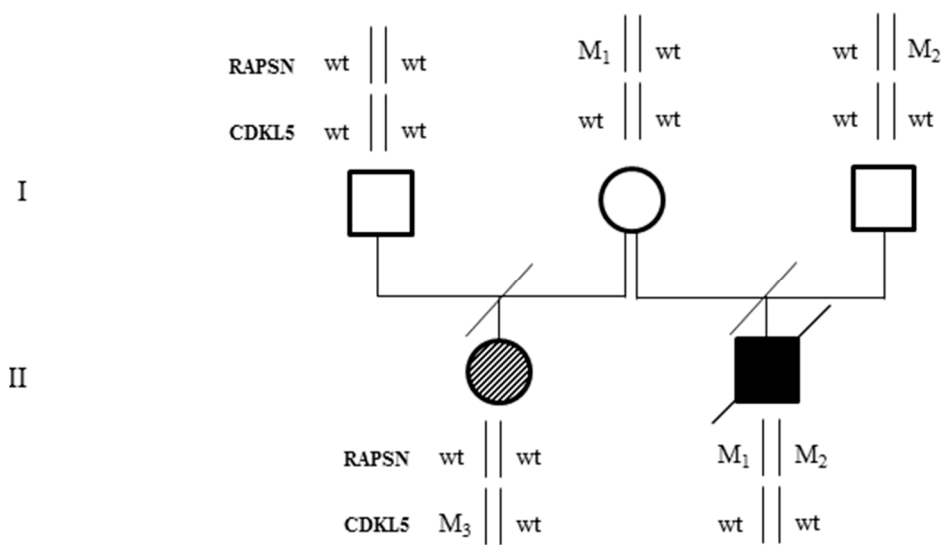 RAPSN wt wt M₁ wt wt M₂
CDKL5 wt wt wt wt wt wt
I
II
RAPSN wt wt M₁ M₂
CDKL5 M₃ wt wt wt